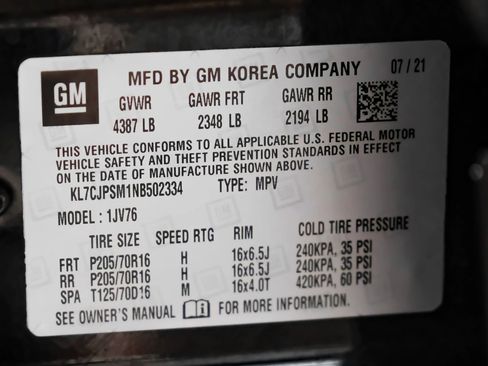 GM MFD BY GM KOREA COMPANY 07/21
GVWR GAWR FRT GAWR RR
4387 LB 2348 LB 2194 LB
THIS VEHICLE CONFORMS TO ALL APPLICABLE U.S. FEDERAL MOTOR
VEHICLE SAFETY AND THEFT PREVENTION STANDARDS IN EFFECT
ON THE DATE OF MANUFACTURE SHOWN ABOVE.
KL7CJPSM1NB502334 TYPE: MPV
MODEL: 1JV76
TIRE SIZE SPEED RTG RIM COLD TIRE PRESSURE
FRT P205/70R16 H 16x6.5J 240KPA, 35 PSI
RR P205/70R16 H 16x6.5J 240KPA, 35 PSI
SPA T125/70D16 M 16x4.0T 420KPA, 60 PSI
SEE OWNER'S MANUAL FOR MORE INFORMATION.